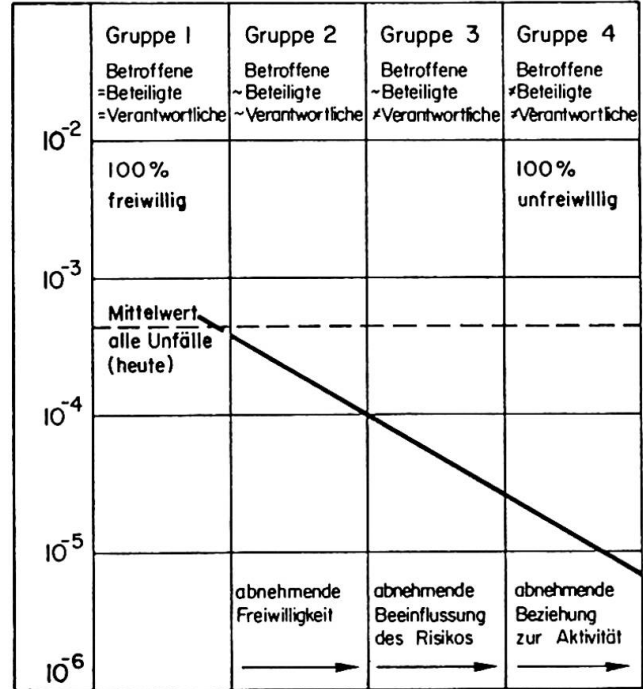 Gruppe 1
Betroffene
=Beteiligte
=Verantwortliche
Gruppe 2
Betroffene
~Beteiligte
~Verantwortliche
Gruppe 3
Betroffene
~Beteiligte
≠Verantwortliche
Gruppe 4
Betroffene
≠Beteiligte
≠Verantwortliche
10⁻²
100%
freiwillig
100%
unfreiwillig
10⁻³
Mittelwert
alle Unfälle
(heute)
10⁻⁴
10⁻⁵
abnehmende
Freiwilligkeit
abnehmende
Beeinflussung
des Risikos
abnehmende
Beziehung
zur Aktivität
10⁻⁶